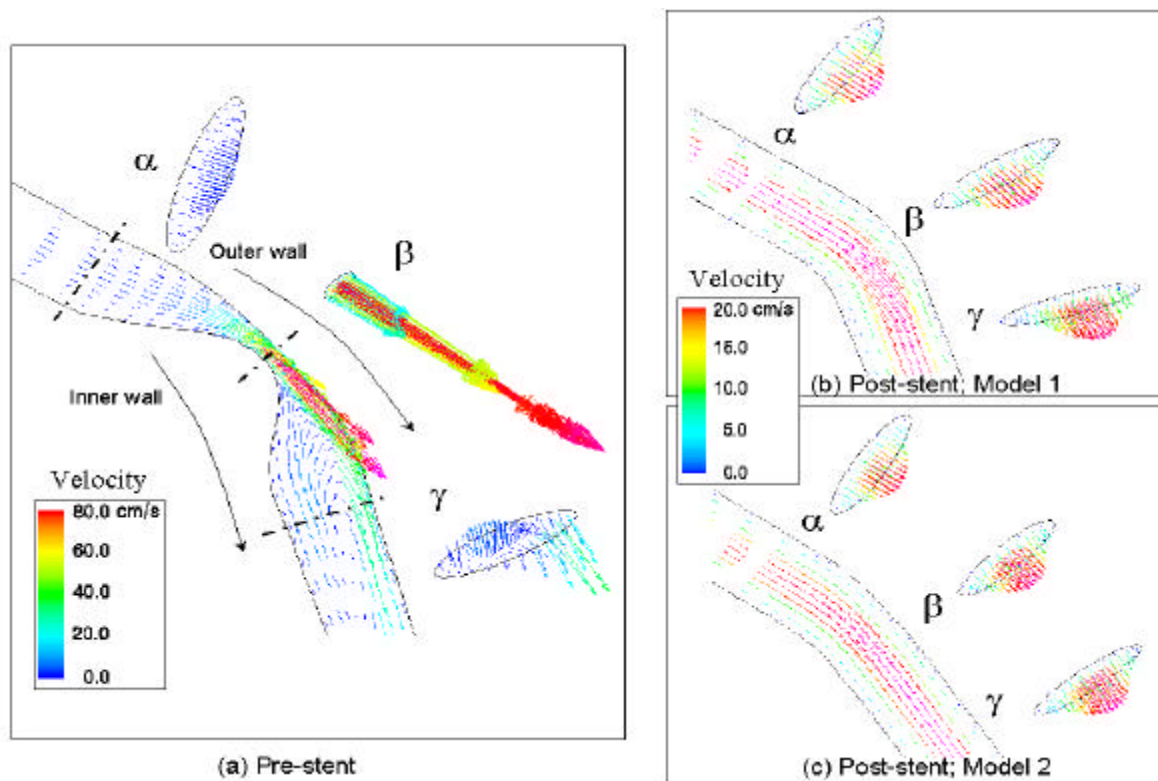 α
Outer wall
β
Inner wall
Velocity
80.0 cm/s
60.0
40.0
20.0
0.0
γ
(a) Pre-stent
α
β
Velocity
20.0 cm/s
15.0
10.0
5.0
0.0
γ
(b) Post-stent; Model 1
α
β
γ
(c) Post-stent; Model 2